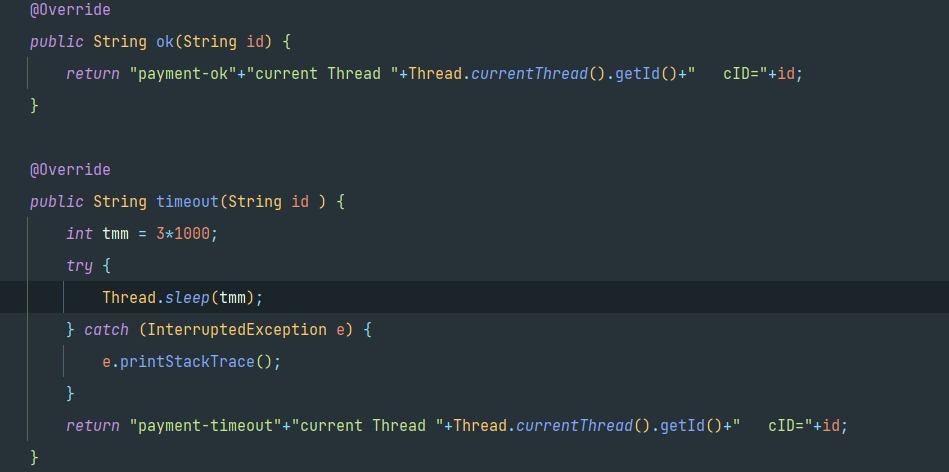 @Override
public String ok(String id) {
return "payment-ok"+"current Thread "+Thread.currentThread().getId()+"   cID="+id;
}
@Override
public String timeout(String id ) {
int tmm = 3*1000;
try {
Thread.sleep(tmm);
} catch (InterruptedException e) {
e.printStackTrace();
}
return "payment-timeout"+"current Thread "+Thread.currentThread().getId()+"   cID="+id;
}